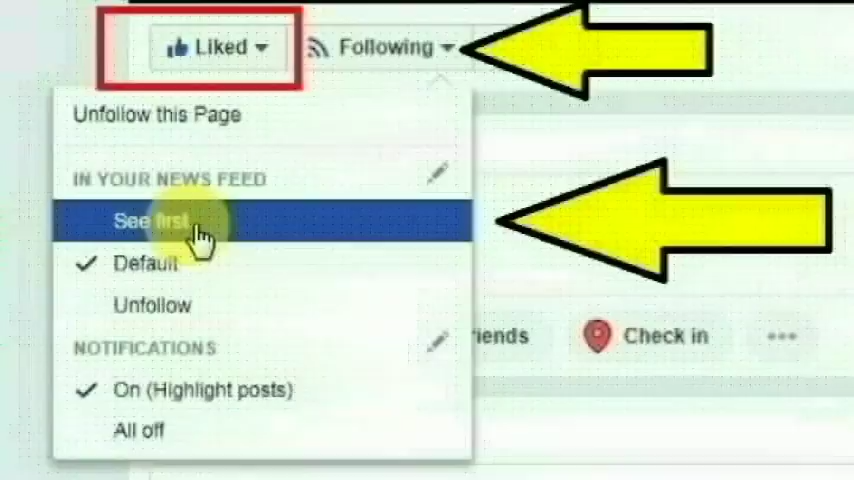 Liked Following
Unfollow this Page
IN YOUR NEWS FEED
See first
Default
Unfollow
NOTIFICATIONS
riends Check in
On (Highlight posts)
All off